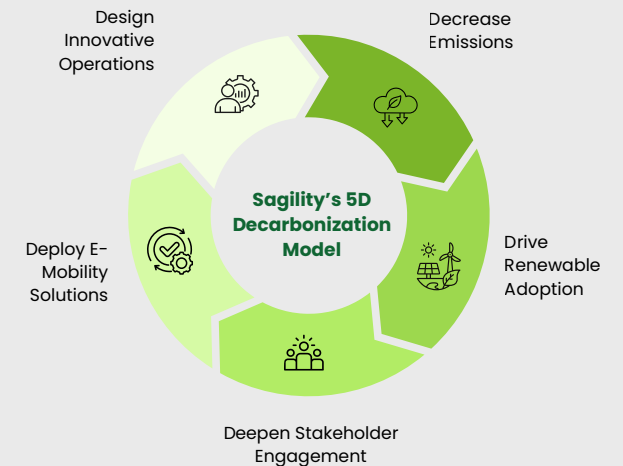 Design
Innovative
Operations
Decrease
Emissions
Sagility's 5D
Decarbonization
Model
Drive
Renewable
Adoption
Deploy E-
Mobility
Solutions
Deepen Stakeholder
Engagement